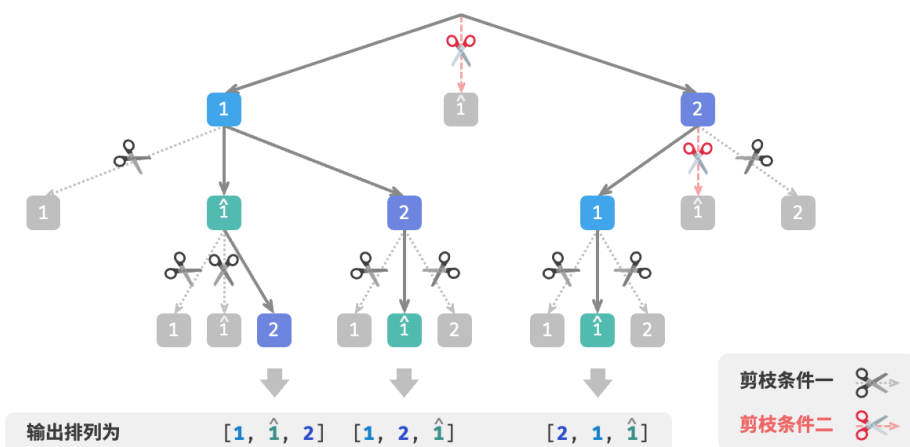 1 1̂ 2
1 1̂ 2 1 1̂ 2
1 1̂ 2 1 1̂ 2 1 1̂ 2
剪枝条件一
剪枝条件二
输出排列为 [1, 1̂, 2] [1, 2, 1̂] [2, 1, 1̂]